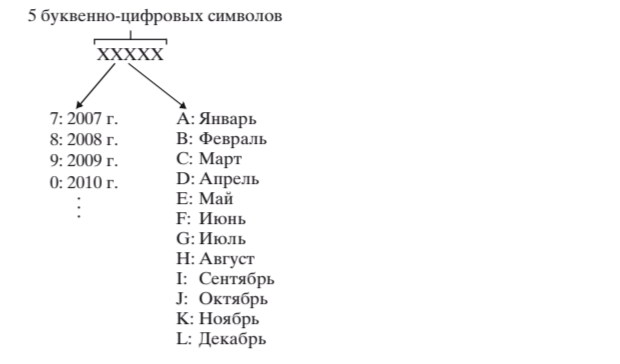 5 буквенно-цифровых символов
XXXXX
7: 2007 г.
8: 2008 г.
9: 2009 г.
0: 2010 г.
A: Январь
B: Февраль
C: Март
D: Апрель
E: Май
F: Июнь
G: Июль
H: Август
I: Сентябрь
J: Октябрь
K: Ноябрь
L: Декабрь